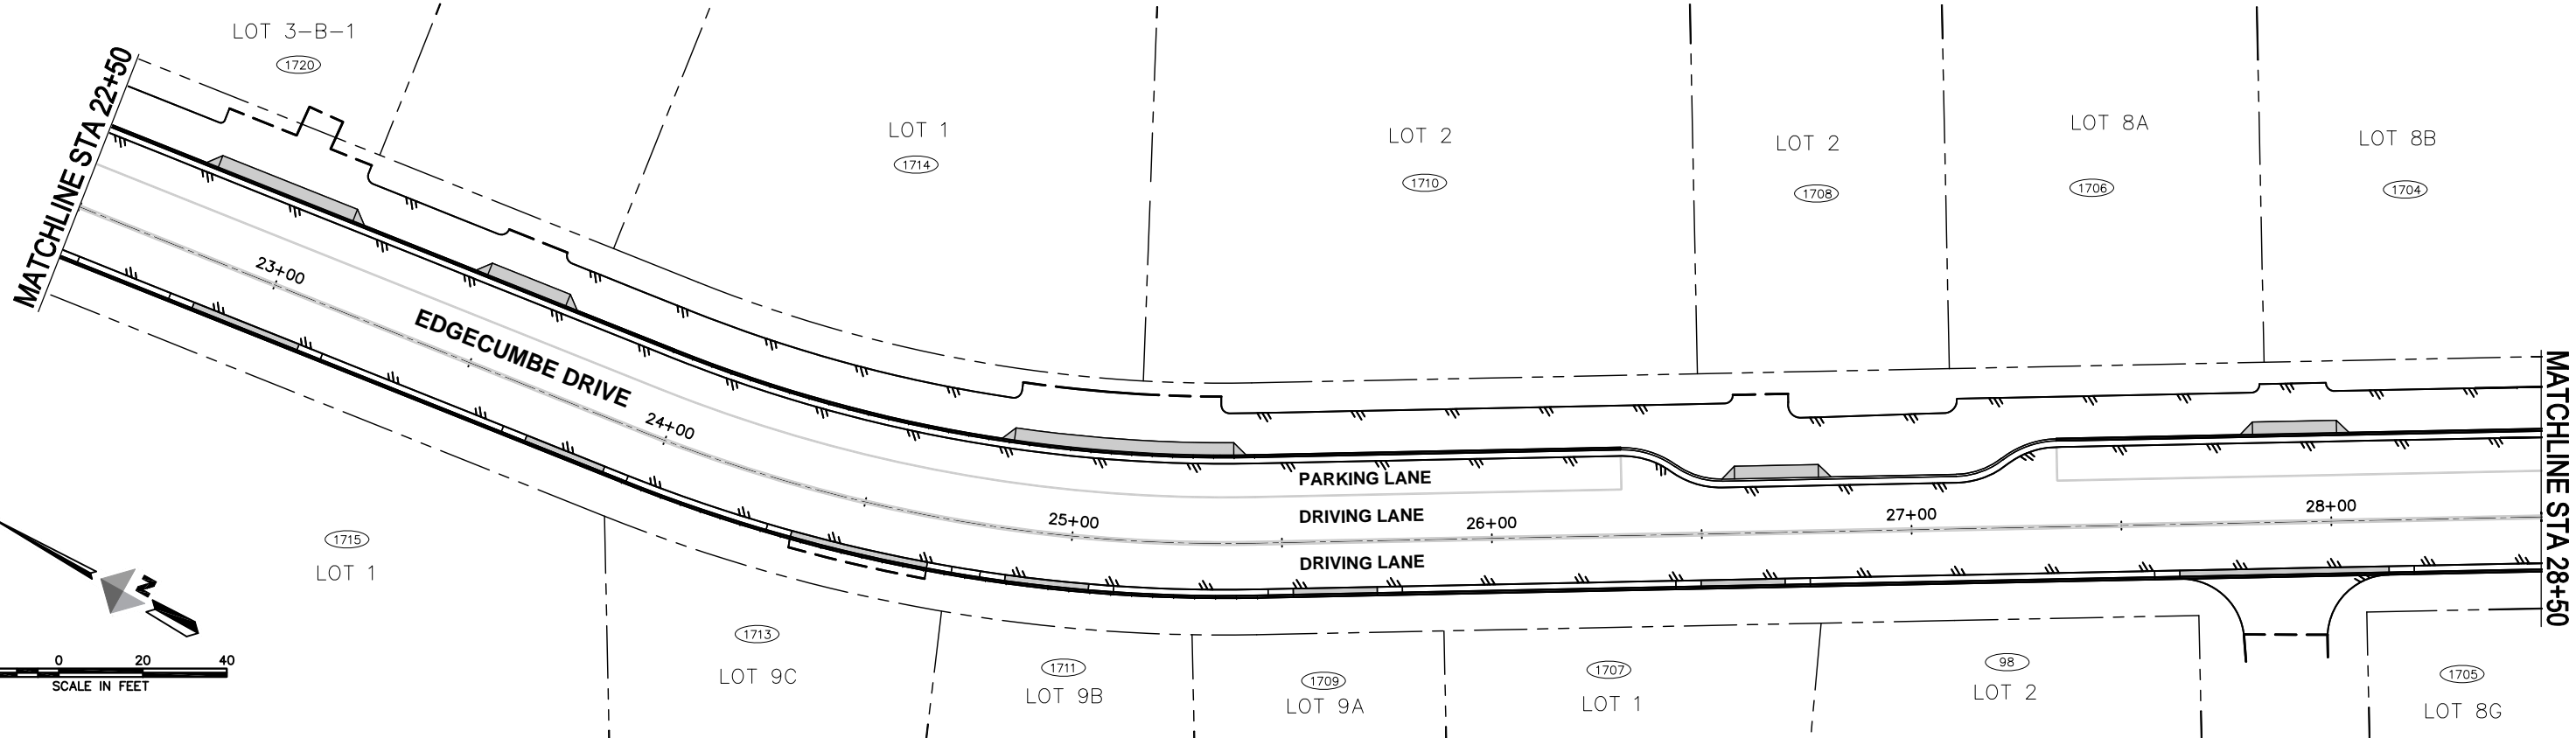 LOT 3-B-1
1720
MATCHLINE STA 22+50
LOT 1
1714
LOT 2
1710
LOT 2
1708
LOT 8A
1706
LOT 8B
1704
23+00
EDGECUMBE DRIVE
24+00
25+00
26+00
27+00
28+00
PARKING LANE
DRIVING LANE
DRIVING LANE
MATCHLINE STA 28+50
1715
LOT 1
1713
LOT 9C
1711
LOT 9B
1709
LOT 9A
1707
LOT 1
98
LOT 2
1705
LOT 8G
N
0 20 40
SCALE IN FEET